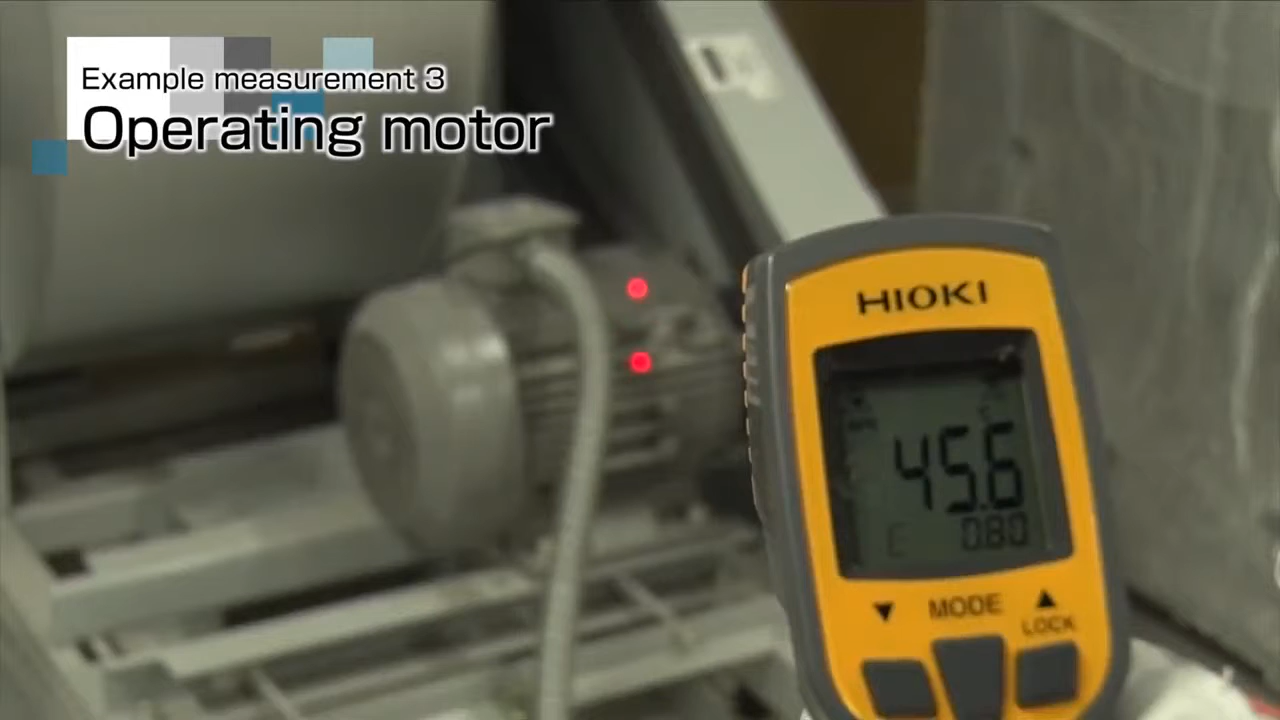 Example measurement 3
Operating motor
HIOKI
45.6
0.80
▼ MODE ▲
LOCK